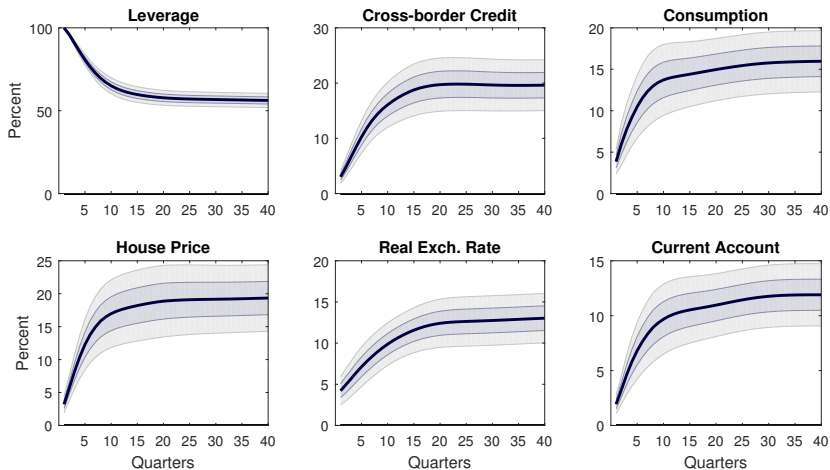 Leverage
Percent
100
50
0
5 10 15 20 25 30 35 40
Cross-border Credit
30
20
10
0
5 10 15 20 25 30 35 40
Consumption
20
15
10
5
0
5 10 15 20 25 30 35 40
House Price
Percent
25
20
15
10
5
0
5 10 15 20 25 30 35 40
Quarters
Real Exch. Rate
20
15
10
5
0
5 10 15 20 25 30 35 40
Quarters
Current Account
15
10
5
0
5 10 15 20 25 30 35 40
Quarters